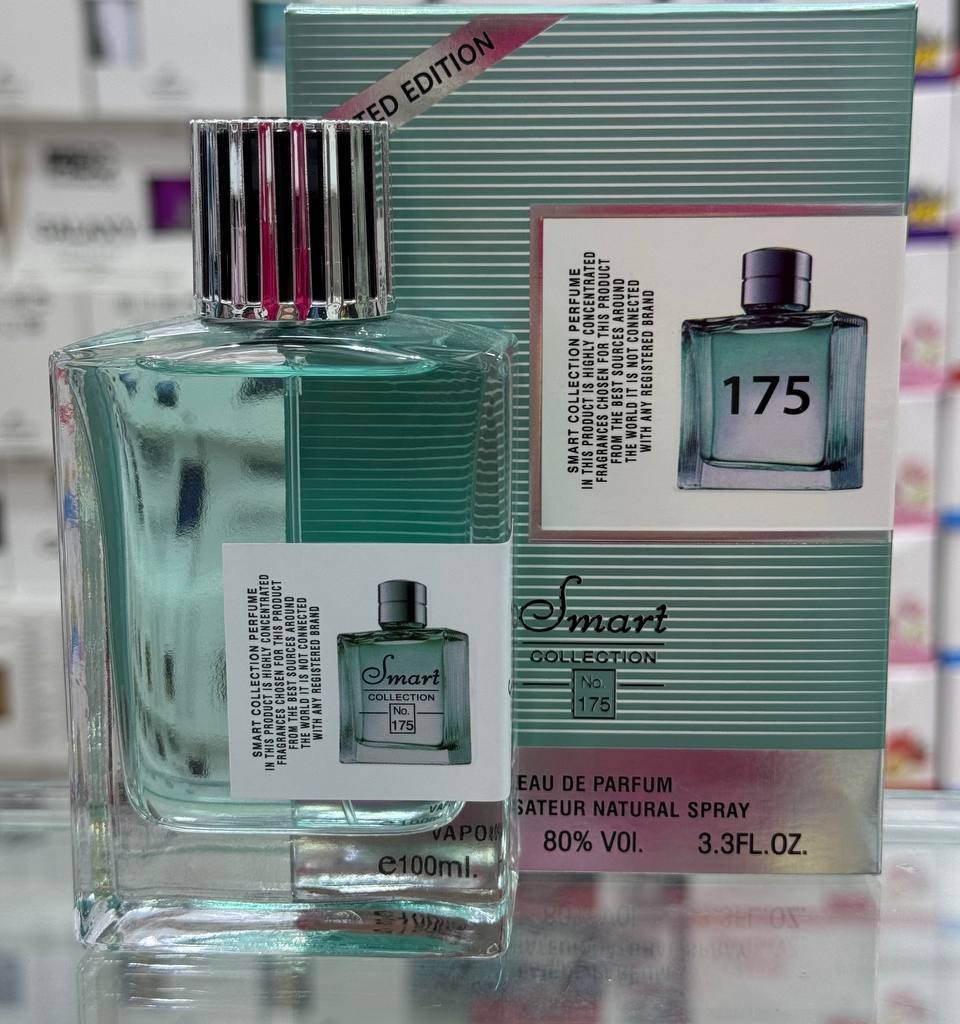 TED EDITION
SMART COLLECTION PERFUME
IN THIS PRODUCT IS HIGHLY CONCENTRATED
FRAGRANCES CHOSEN FOR THIS PRODUCT
FROM THE BEST SOURCES AROUND
THE WORLD IT IS NOT CONNECTED
WITH ANY REGISTERED BRAND
175
Smart
COLLECTION
No.
175
EAU DE PARFUM
SATEUR NATURAL SPRAY
80% VOl. 3.3FL.OZ.
SMART COLLECTION PERFUME
IN THIS PRODUCT IS HIGHLY CONCENTRATED
FRAGRANCES CHOSEN FOR THIS PRODUCT
FROM THE BEST SOURCES AROUND
THE WORLD IT IS NOT CONNECTED
WITH ANY REGISTERED BRAND
Smart
COLLECTION
No.
175
VAPO
e100ml.